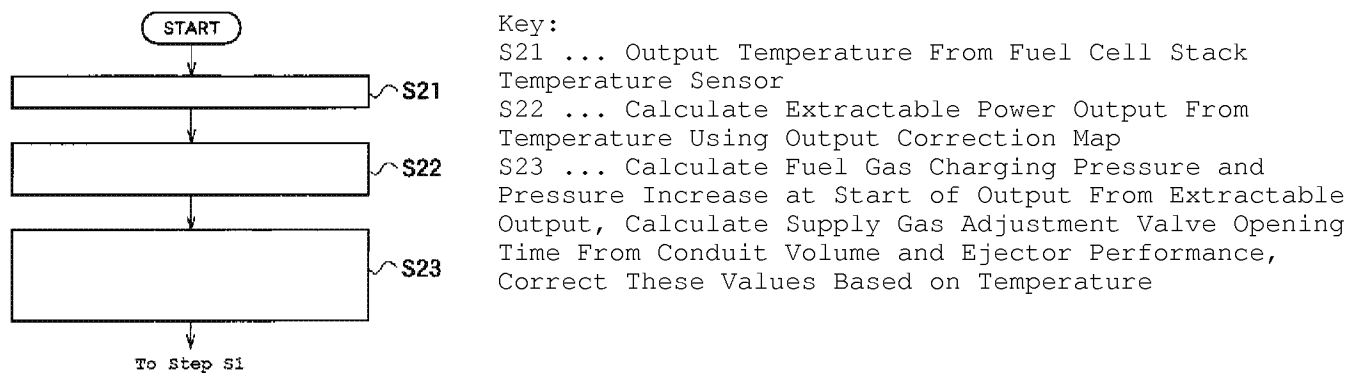 START
S21
S22
S23
To Step S1
Key:
S21 ... Output Temperature From Fuel Cell Stack
Temperature Sensor
S22 ... Calculate Extractable Power Output From
Temperature Using Output Correction Map
S23 ... Calculate Fuel Gas Charging Pressure and
Pressure Increase at Start of Output From Extractable
Output, Calculate Supply Gas Adjustment Valve Opening
Time From Conduit Volume and Ejector Performance,
Correct These Values Based on Temperature